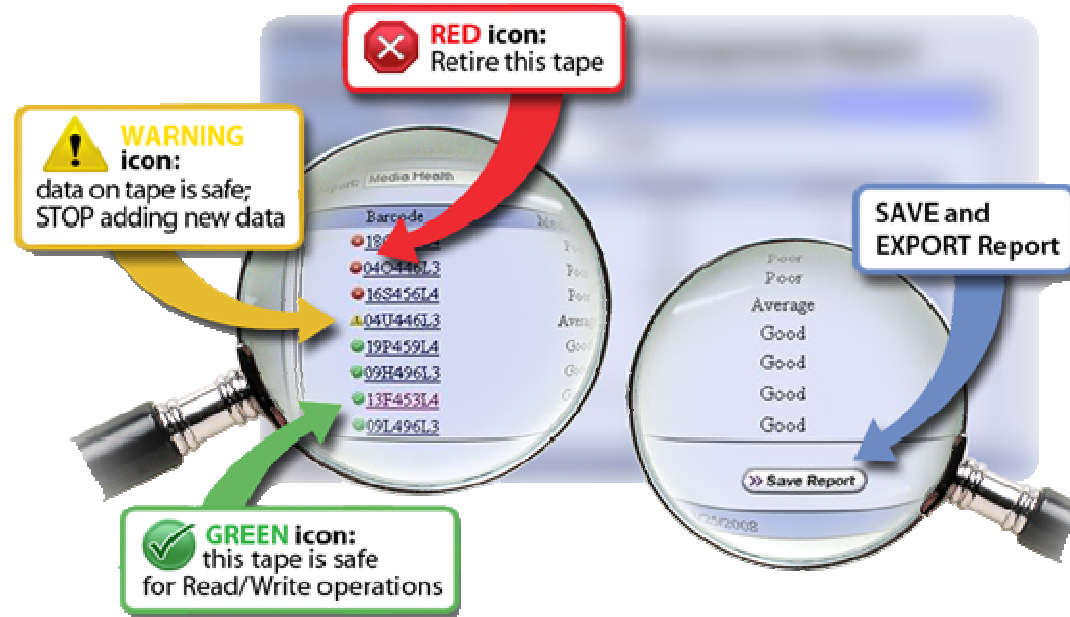 RED icon:
Retire this tape
WARNING
icon:
data on tape is safe;
STOP adding new data
Media Health
Barcode
04O446L3
16S456L4
04U446L3
19P459L4
09H496L3
13F453L4
09L496L3
Poor
Poor
Averag
Good
SAVE and
EXPORT Report
Poor
Poor
Average
Good
Good
Good
Good
>> Save Report
/2008
GREEN icon:
this tape is safe
for Read/Write operations